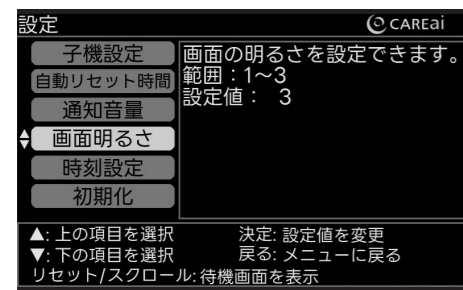 設定
CAREai
子機設定
自動リセット時間
通知音量
画面明るさ
時刻設定
初期化
画面の明るさを設定できます。
範囲：1～3
設定値： 3
▲: 上の項目を選択 決定: 設定値を変更
▼: 下の項目を選択 戻る: メニューに戻る
リセット/スクロール: 待機画面を表示